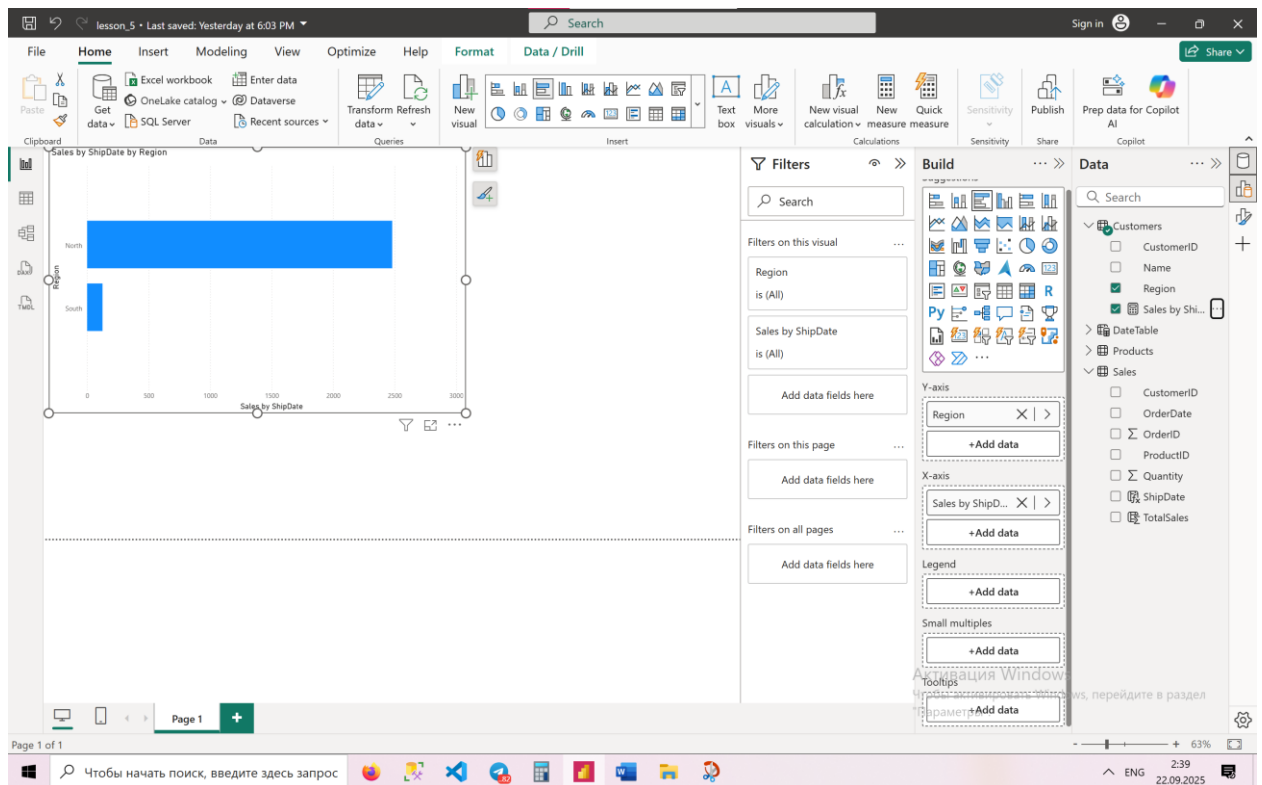 lesson_5 • Last saved: Yesterday at 6:03 PM
Search
Sign in
File Home Insert Modeling View Optimize Help Format Data / Drill
Share
Paste
Get data
Excel workbook
OneLake catalog
SQL Server
Enter data
Dataverse
Recent sources
Transform data
Refresh
New visual
Text box
More visuals
New visual calculation
New measure
Quick measure
Sensitivity
Publish
Prep data for AI
Copilot
Clipboard
Data
Queries
Insert
Calculations
Sensitivity
Share
Copilot
Sales by ShipDate by Region
Region
North
South
0 500 1000 1500 2000 2500 3000
Sales by ShipDate
Filters
Search
Filters on this visual
Region
is (All)
Sales by ShipDate
is (All)
Add data fields here
Filters on this page
Add data fields here
Filters on all pages
Add data fields here
Build
Suggestions
123
R
Py
Y-axis
Region
+Add data
X-axis
Sales by ShipD...
+Add data
Legend
+Add data
Small multiples
+Add data
Tooltips
+Add data
Data
Search
Customers
CustomerID
Name
Region
Sales by Shi...
DateTable
Products
Sales
CustomerID
OrderDate
OrderID
ProductID
Quantity
ShipDate
TotalSales
DAX
TMDL
Активация Windows
Чтобы активировать Windows, перейдите в раздел
"Параметры
Page 1
Page 1 of 1
63%
Чтобы начать поиск, введите здесь запрос
ENG
2:39
22.09.2025